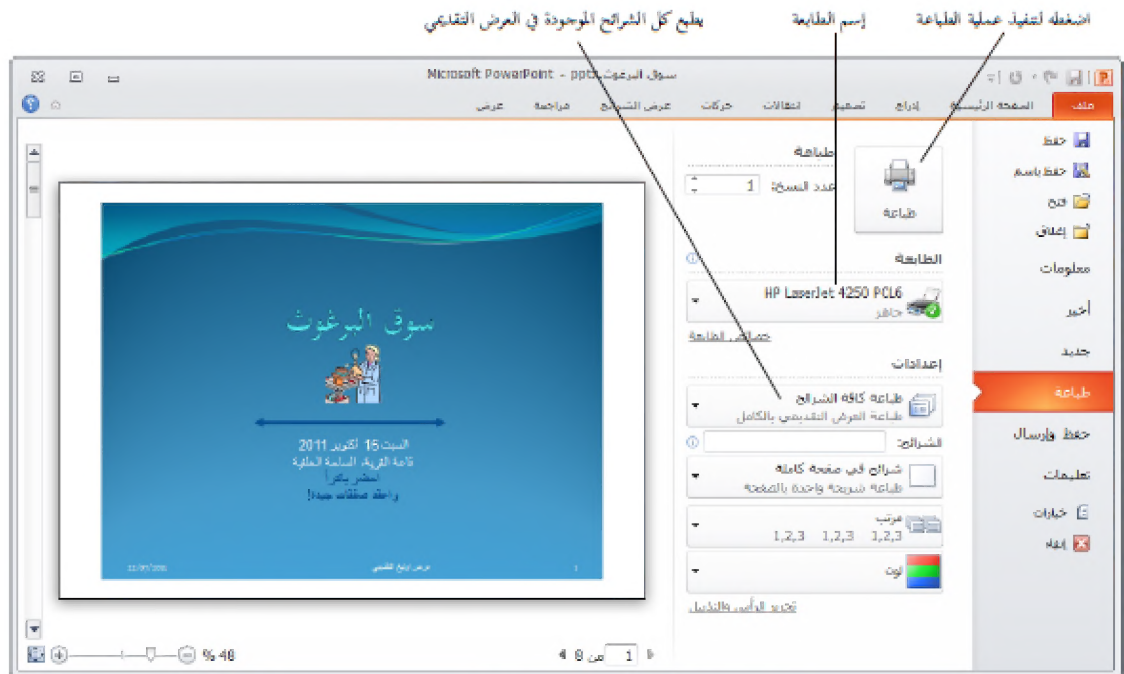 اضغطه لتنفيذ عملية الطباعة
إسم الطابعة
يطبع كل الشرائح الموجودة في العرض التقديمي
سوق البرغوث.pptx - Microsoft PowerPoint
ملف
الصفحة الرئيسية
إدراج
تصميم
انتقالات
حركات
عرض الشرائح
مراجعة
عرض
حفظ
حفظ باسم
فتح
إغلاق
معلومات
أخير
جديد
طباعة
حفظ وإرسال
تعليمات
خيارات
إنهاء
طباعة
طباعة
عدد النسخ: 1
الطابعة
HP LaserJet 4250 PCL6
جاهز
خصائص الطابعة
إعدادات
طباعة كافة الشرائح
طباعة العرض التقديمي بالكامل
الشرائح:
شرائح في صفحة كاملة
طباعة شريحة واحدة بالصفحة
مرتب
1,2,3 1,2,3 1,2,3
لون
تحرير الرأس والتذييل
سوق البرغوث
السبت 15 أكتوبر 2011
قاعة القرية، الساحة الخلفية
احضر باكراً
واعقد صفقات جيدة!
1
1 من 8
48 %